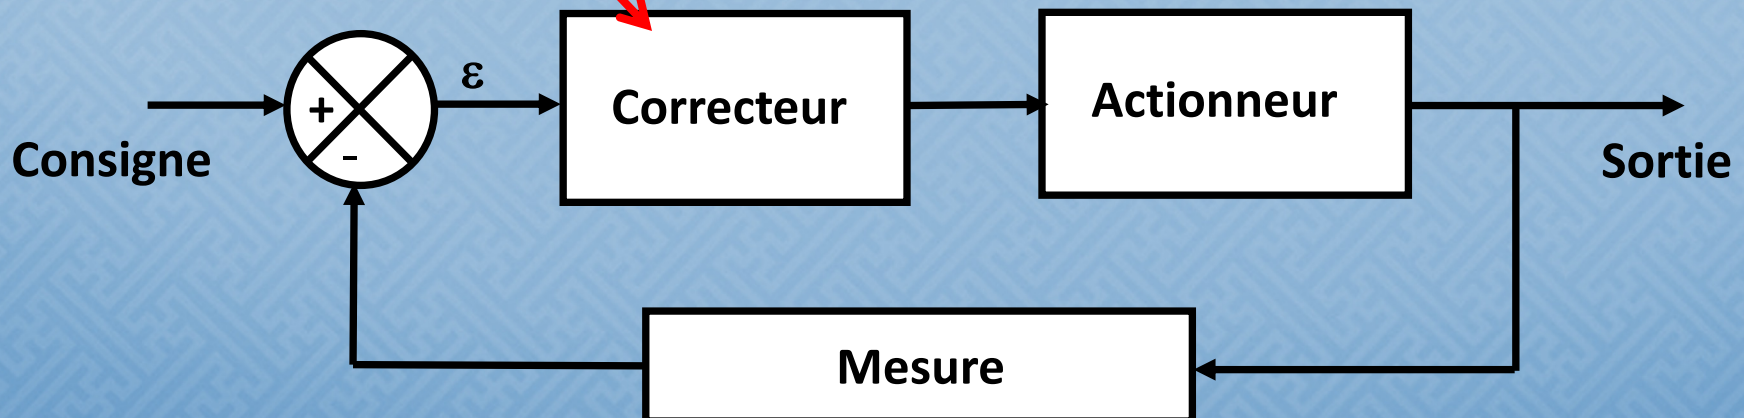 Consigne
+
-
ε
Correcteur
Actionneur
Sortie
Mesure